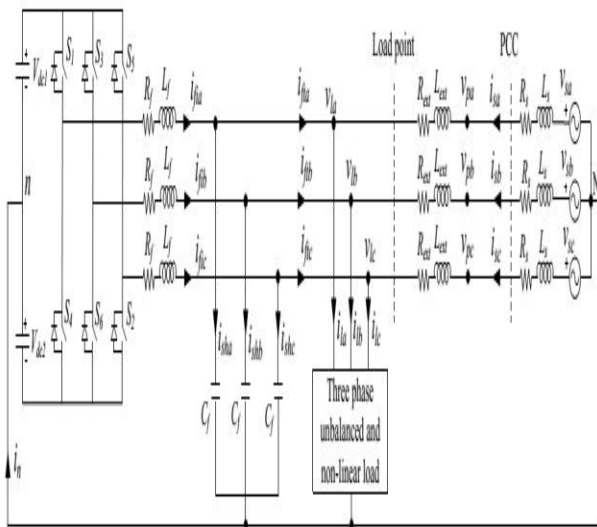 Load point PCC
V_dc1 S_1 S_3 S_5 R_f L_f i_fia i_fla v_la R_ext L_ext v_pa i_sa R_s L_s v_sa
n R_f L_f i_fib i_flb v_lb R_ext L_ext v_pb i_sb R_s L_s v_sb N
R_f L_f i_fic i_flc v_lc R_ext L_ext v_pc i_sc R_s L_s v_sc
V_dc2 S_4 S_6 S_2 i_sha i_shb i_shc i_la i_lb i_lc
C_f C_f C_f
Three phase
unbalanced and
non-linear load
i_n